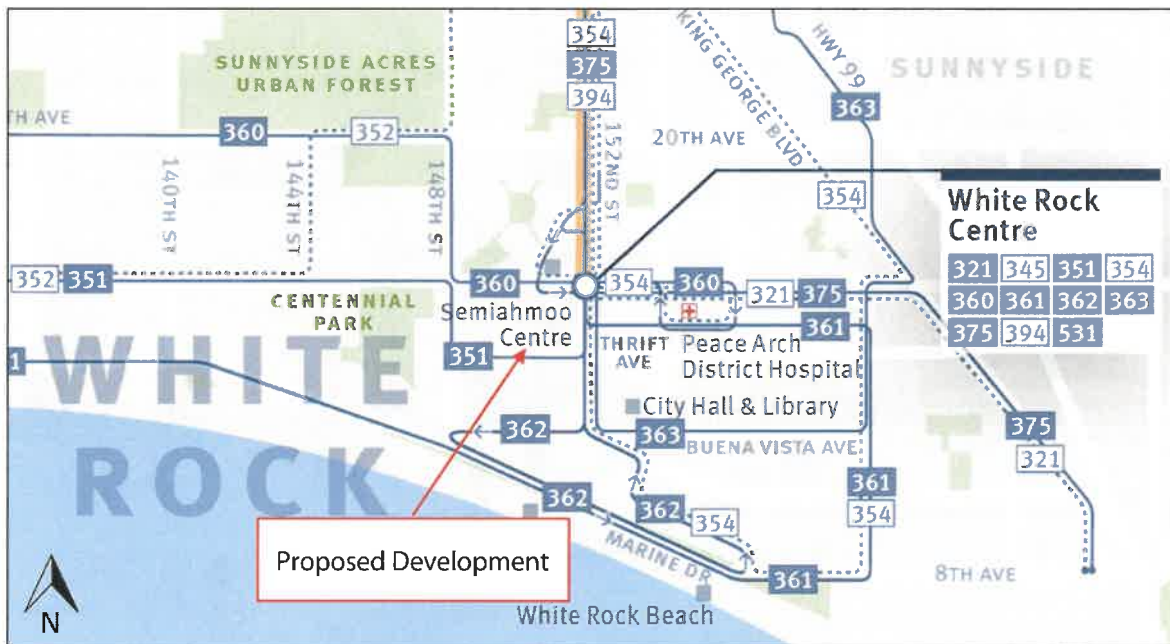 354
375
394
SUNNYSIDE ACRES
URBAN FOREST
KING GEORGE BLVD
HWY 99
SUNNYSIDE
363
TH AVE
360
352
152ND ST
20TH AVE
140TH ST
144TH ST
148TH ST
354
White Rock
Centre
321 345 351 354
360 361 362 363
375 394 531
352 351
360
354
360
321
375
CENTENNIAL
PARK
Semiahmoo
Centre
361
351
THRIFT
AVE
Peace Arch
District Hospital
1
WHITE
ROCK
City Hall & Library
362
363
BUENA VISTA AVE
375
321
361
354
362
362
354
Proposed Development
MARINE DR
361
8TH AVE
White Rock Beach
N